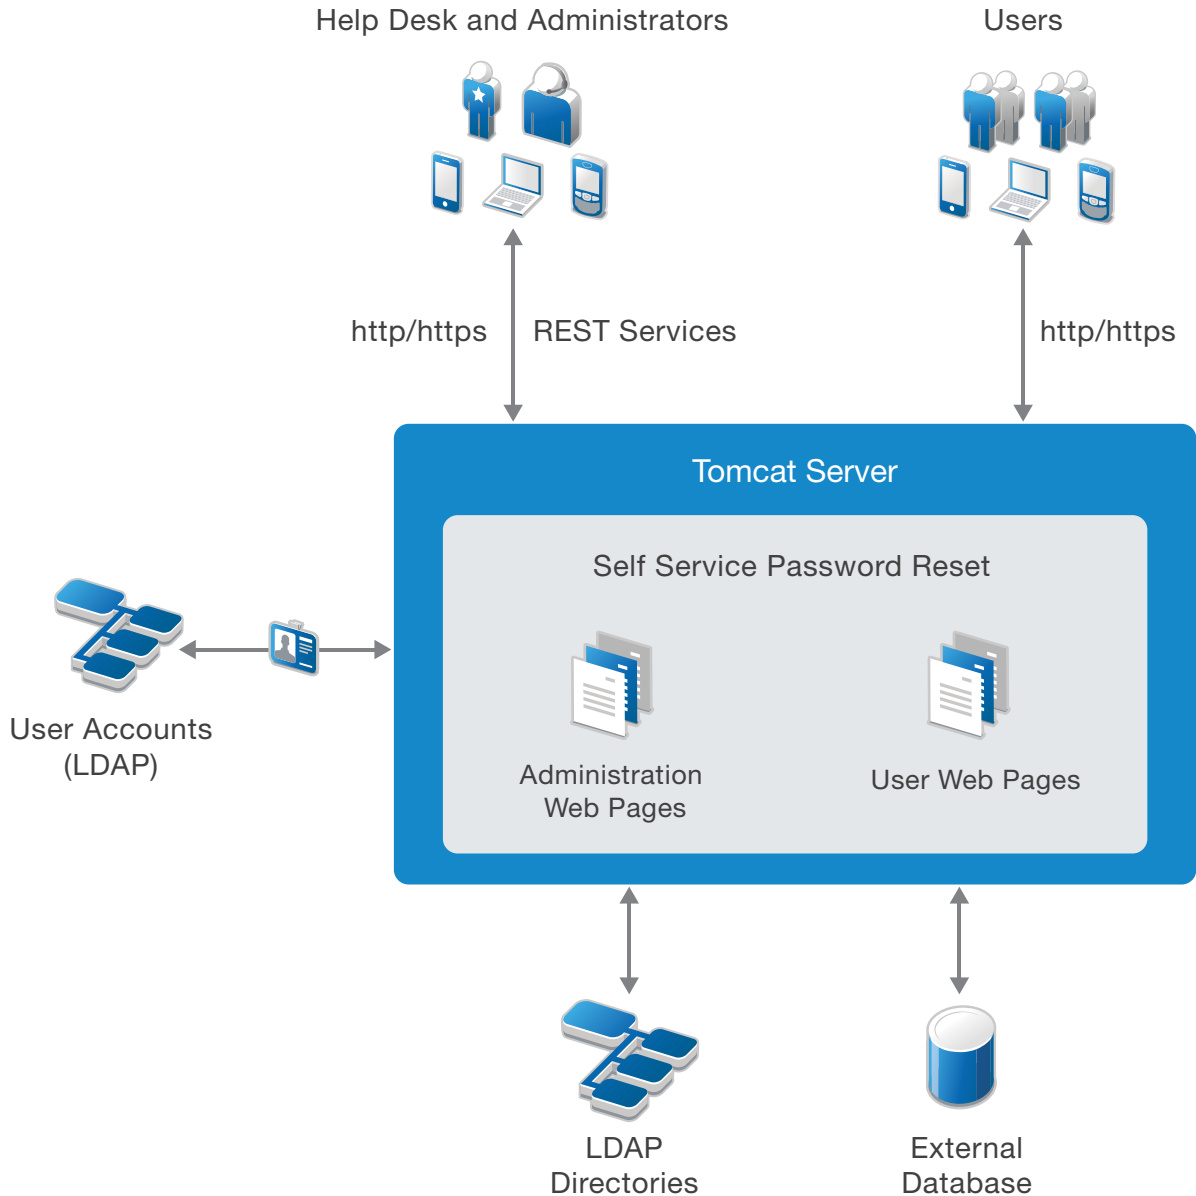 Help Desk and Administrators
Users
http/https
REST Services
http/https
Tomcat Server
Self Service Password Reset
User Accounts
(LDAP)
Administration
Web Pages
User Web Pages
LDAP
Directories
External
Database